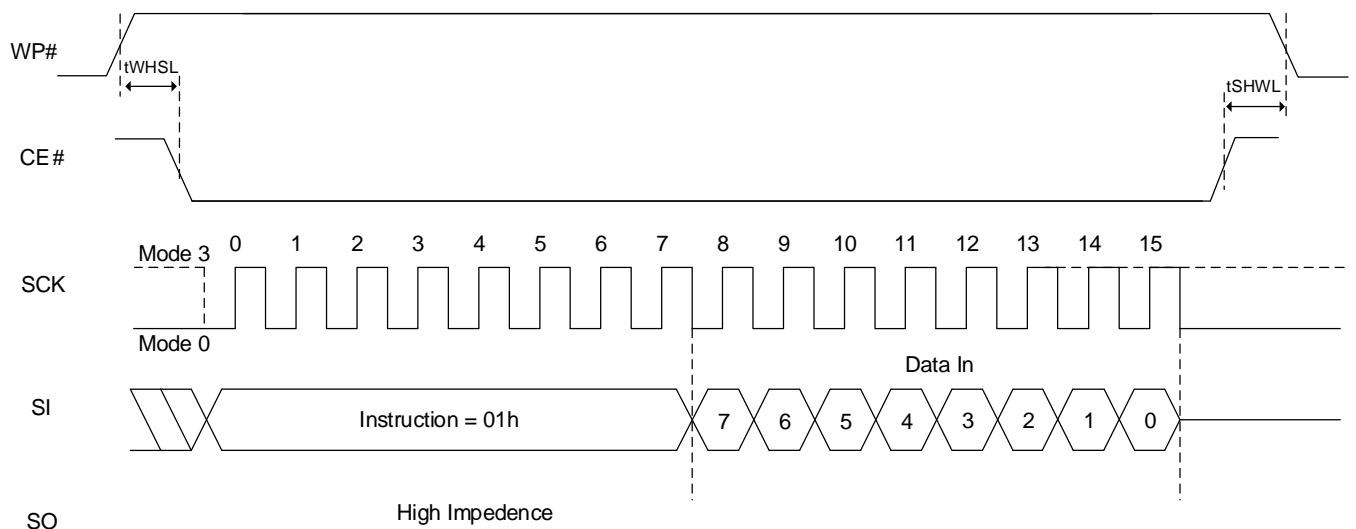 WP#
tWHSL
tSHWL
CE#
0 1 2 3 4 5 6 7 8 9 10 11 12 13 14 15
Mode 3
SCK
Mode 0
Data In
SI
Instruction = 01h
7 6 5 4 3 2 1 0
High Impedence
SO